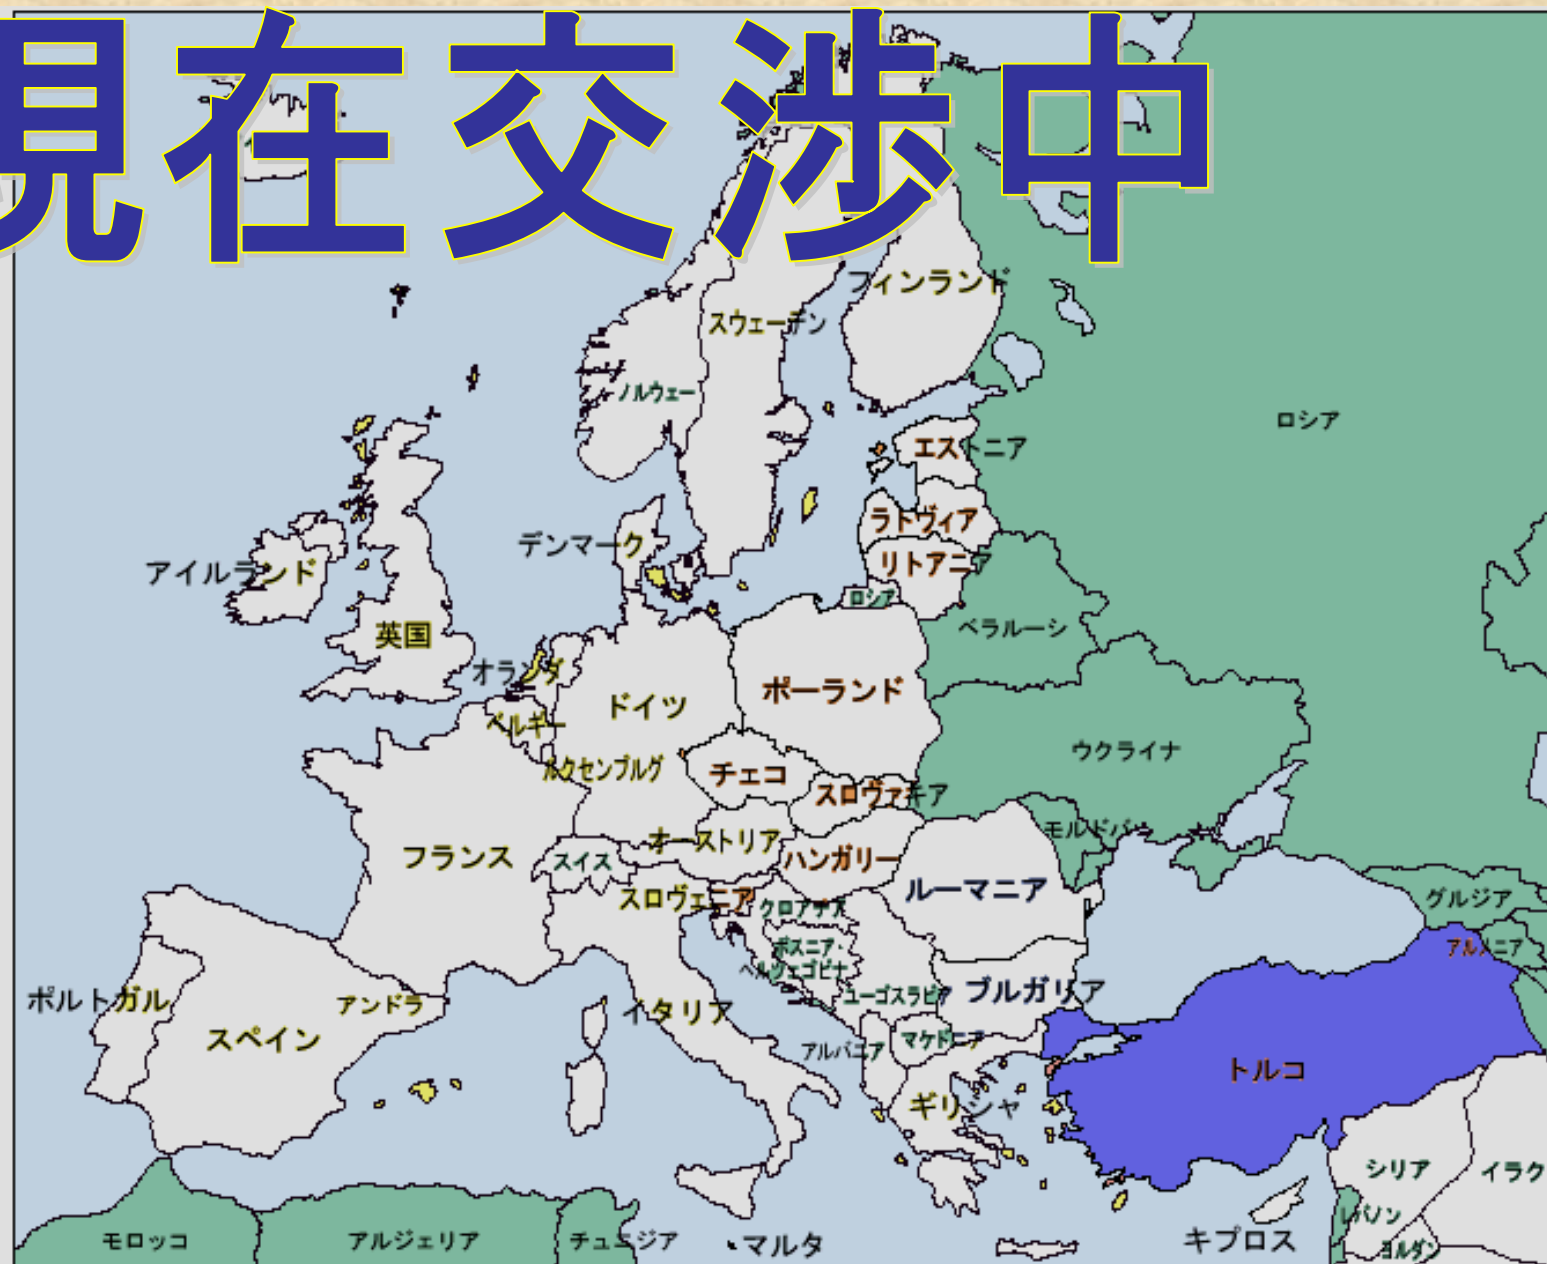 現在交渉中
フィンランド
スウェーデン
ノルウェー
ロシア
エストニア
ラトヴィア
デンマーク
リトアニア
アイルランド
ロシア
ベラルーシ
英国
オランダ
ポーランド
ドイツ
ベルギー
ウクライナ
ルクセンブルグ
チェコ
スロヴァキア
モルドバ
オーストリア
フランス
スイス
ハンガリー
ルーマニア
スロヴェニア
クロアチア
グルジア
ボスニア・
ヘルツェゴビナ
アルメニア
ユーゴスラビア
ブルガリア
ポルトガル
アンドラ
イタリア
スペイン
マケドニア
アルバニア
トルコ
ギリシャ
シリア
イラク
レバノン
モロッコ
アルジェリア
チュニジア
マルタ
キプロス
ヨルダン